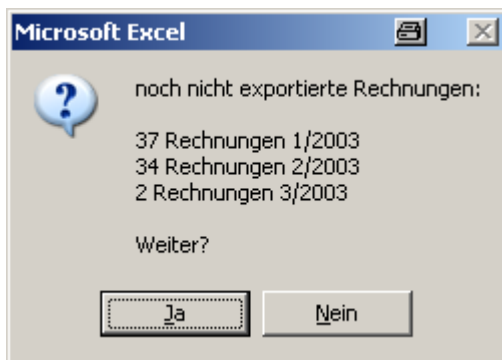 Microsoft Excel
noch nicht exportierte Rechnungen:
37 Rechnungen 1/2003
34 Rechnungen 2/2003
2 Rechnungen 3/2003
Weiter?
Ja
Nein